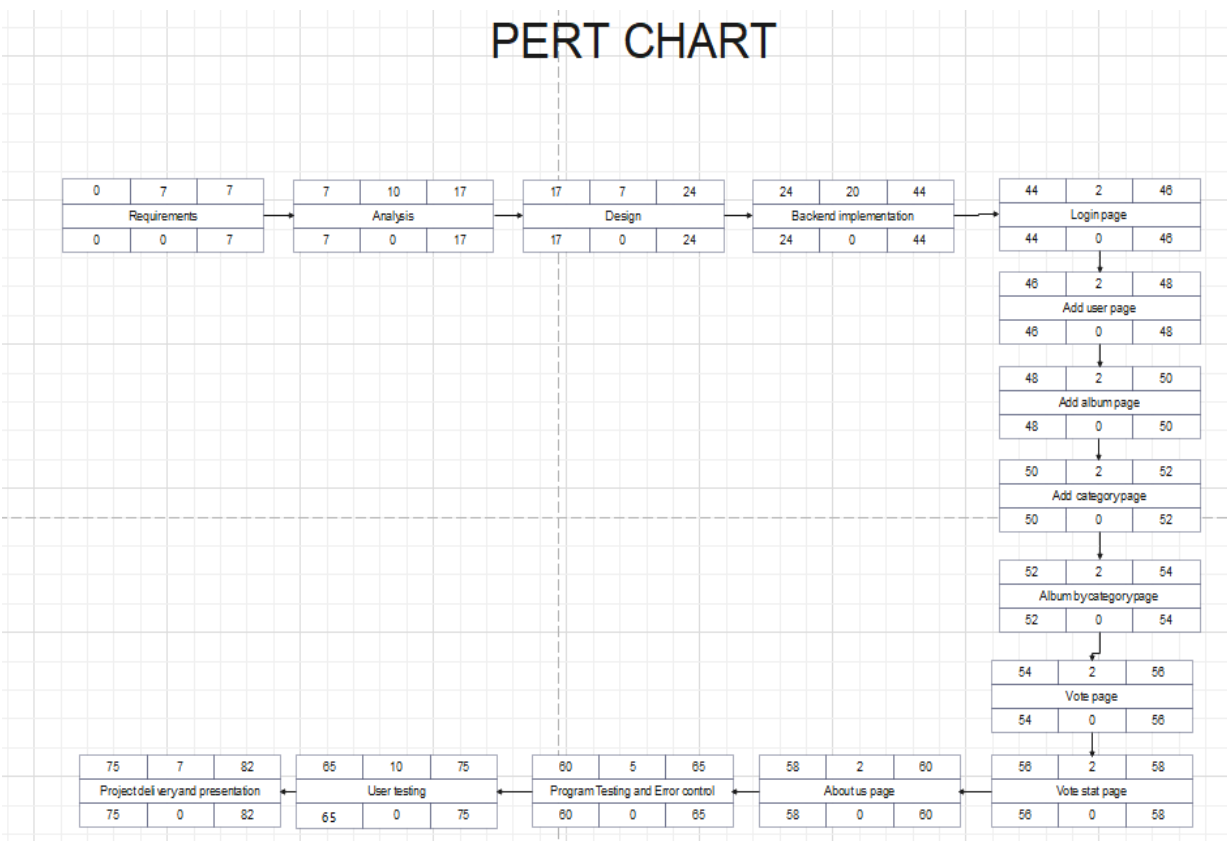 PERT CHART
0 7 7
Requirements
0 0 7
7 10 17
Analysis
7 0 17
17 7 24
Design
17 0 24
24 20 44
Backend implementation
24 0 44
44 2 46
Login page
44 0 46
46 2 48
Add user page
46 0 48
48 2 50
Add album page
48 0 50
50 2 52
Add category page
50 0 52
52 2 54
Album by category page
52 0 54
54 2 56
Vote page
54 0 56
56 2 58
Vote stat page
56 0 58
58 2 60
About us page
58 0 60
60 5 65
Program Testing and Error control
60 0 65
65 10 75
User testing
65 0 75
75 7 82
Project delivery and presentation
75 0 82